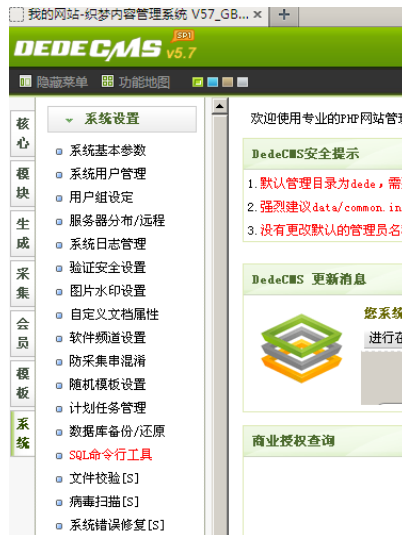 我的网站-织梦内容管理系统 V57_GB...
DEDECMS v5.7 SP1
隐藏菜单 功能地图
核心
模块
生成
采集
会员
模板
系统
系统设置
系统基本参数
系统用户管理
用户组设定
服务器分布/远程
系统日志管理
验证安全设置
图片水印设置
自定义文档属性
软件频道设置
防采集串混淆
随机模板设置
计划任务管理
数据库备份/还原
SQL命令行工具
文件校验[S]
病毒扫描[S]
系统错误修复[S]
欢迎使用专业的PHP网站管
DedeCMS安全提示
1.默认管理目录为dede，需
2.强烈建议data/common.in
3.没有更改默认的管理员名
DedeCMS 更新消息
您系统
进行在
商业授权查询